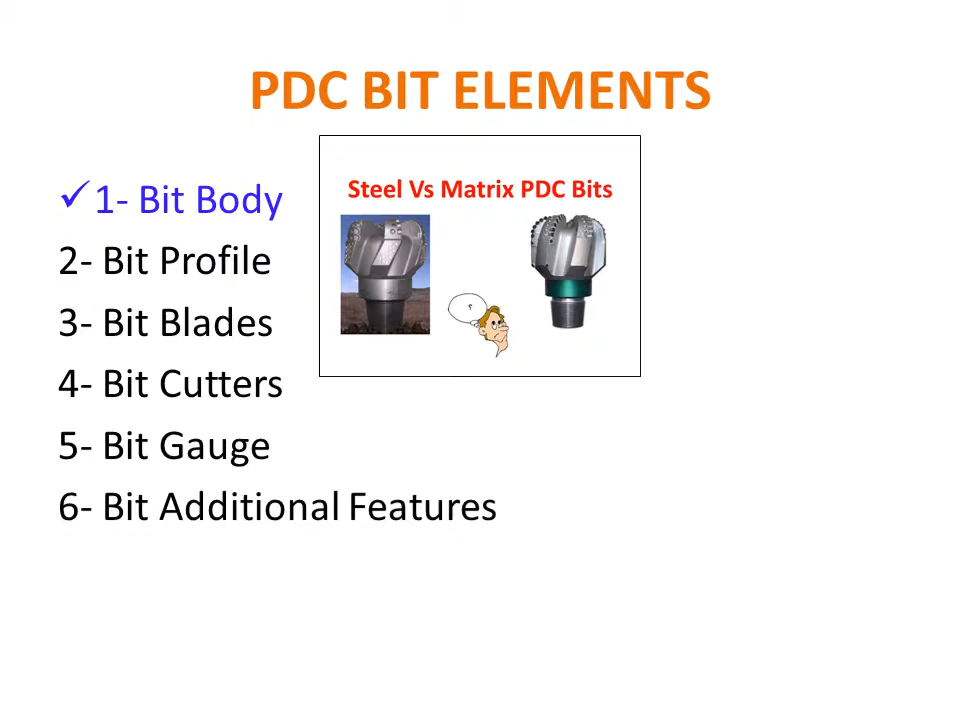 PDC BIT ELEMENTS
✓1- Bit Body
2- Bit Profile
3- Bit Blades
4- Bit Cutters
5- Bit Gauge
6- Bit Additional Features
Steel Vs Matrix PDC Bits
؟